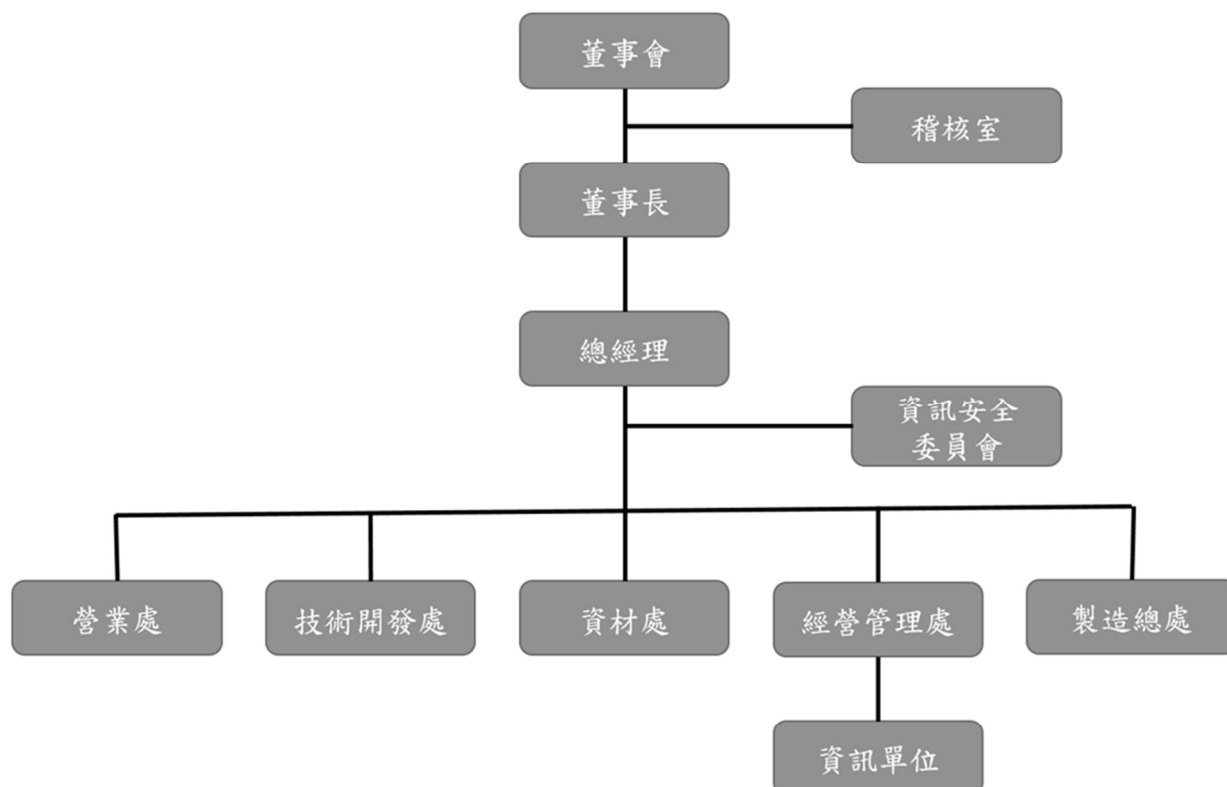 董事會
稽核室
董事長
總經理
資訊安全
委員會
營業處
技術開發處
資材處
經營管理處
製造總處
資訊單位